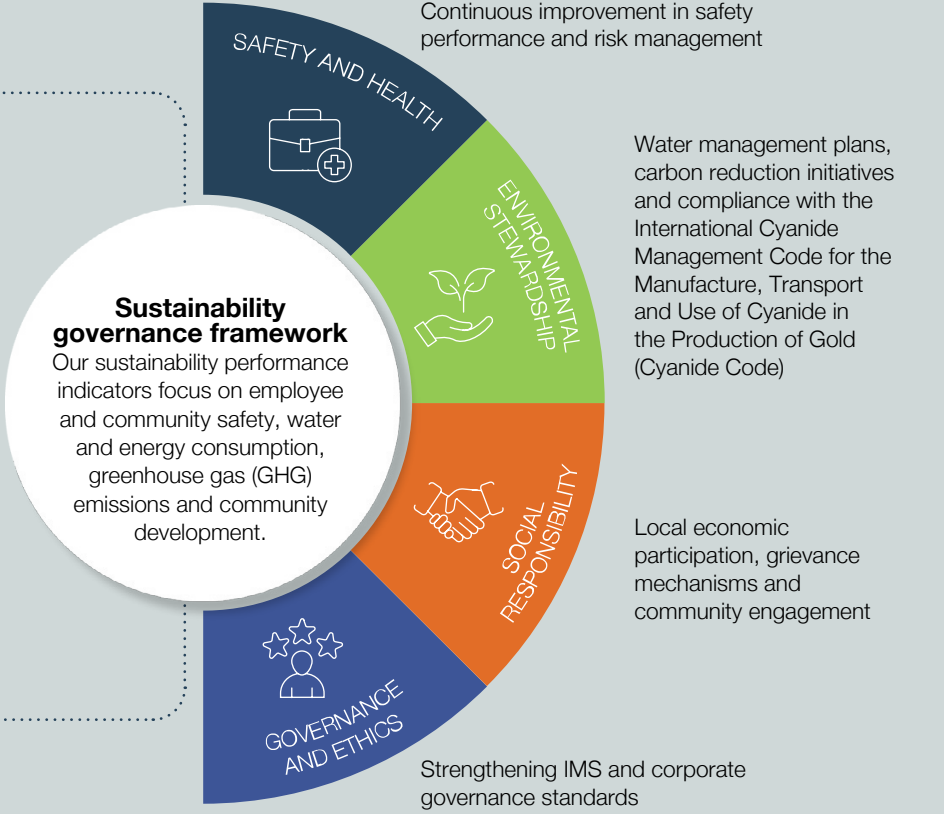 Continuous improvement in safety
performance and risk management
SAFETY AND HEALTH
Water management plans,
carbon reduction initiatives
and compliance with the
International Cyanide
Management Code for the
Manufacture, Transport
and Use of Cyanide in
the Production of Gold
(Cyanide Code)
ENVIRONMENTAL
STEWARDSHIP
Sustainability
governance framework
Our sustainability performance
indicators focus on employee
and community safety, water
and energy consumption,
greenhouse gas (GHG)
emissions and community
development.
SOCIAL
RESPONSIBILITY
Local economic
participation, grievance
mechanisms and
community engagement
GOVERNANCE
AND ETHICS
Strengthening IMS and corporate
governance standards